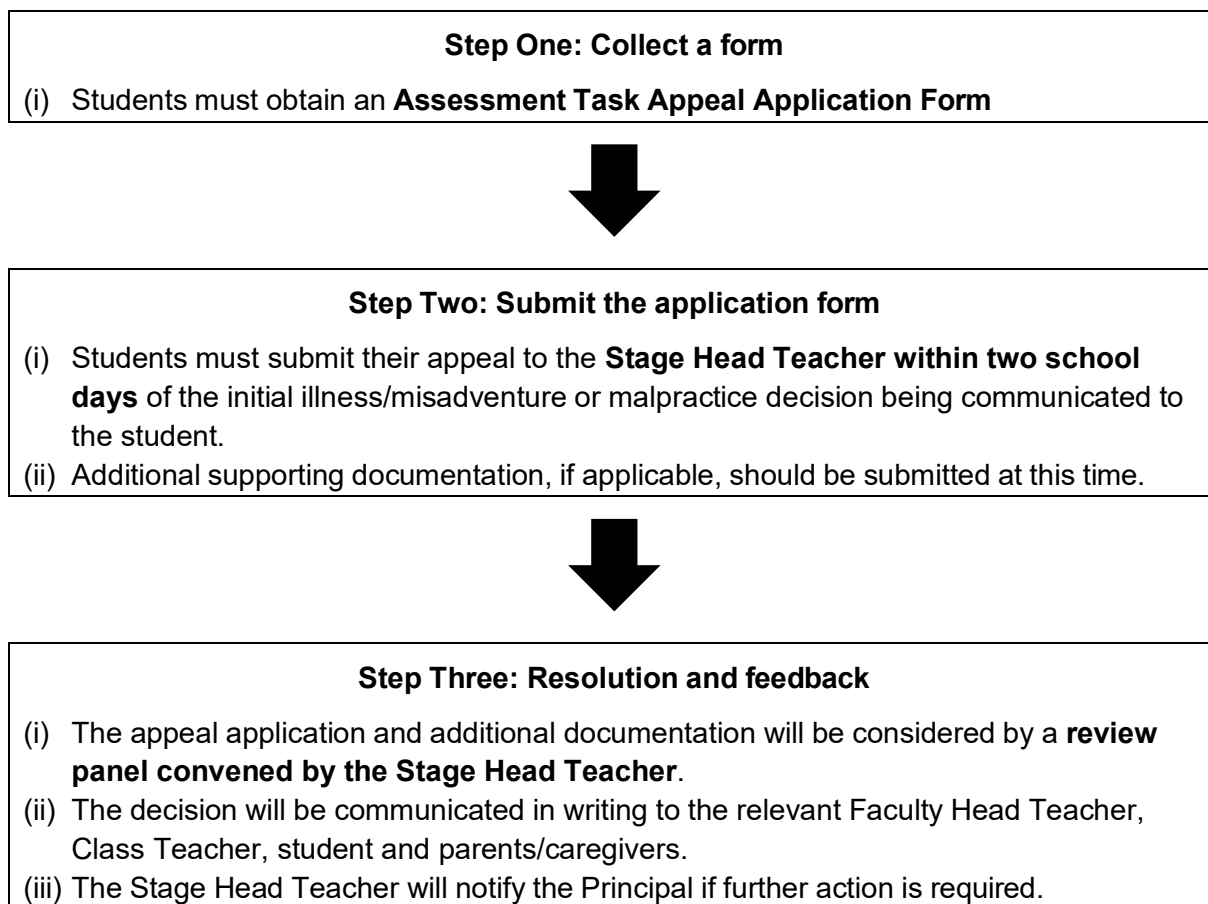 Step One: Collect a form
(i) Students must obtain an Assessment Task Appeal Application Form
Step Two: Submit the application form
(i) Students must submit their appeal to the Stage Head Teacher within two school
days of the initial illness/misadventure or malpractice decision being communicated to
the student.
(ii) Additional supporting documentation, if applicable, should be submitted at this time.
Step Three: Resolution and feedback
(i) The appeal application and additional documentation will be considered by a review
panel convened by the Stage Head Teacher.
(ii) The decision will be communicated in writing to the relevant Faculty Head Teacher,
Class Teacher, student and parents/caregivers.
(iii) The Stage Head Teacher will notify the Principal if further action is required.